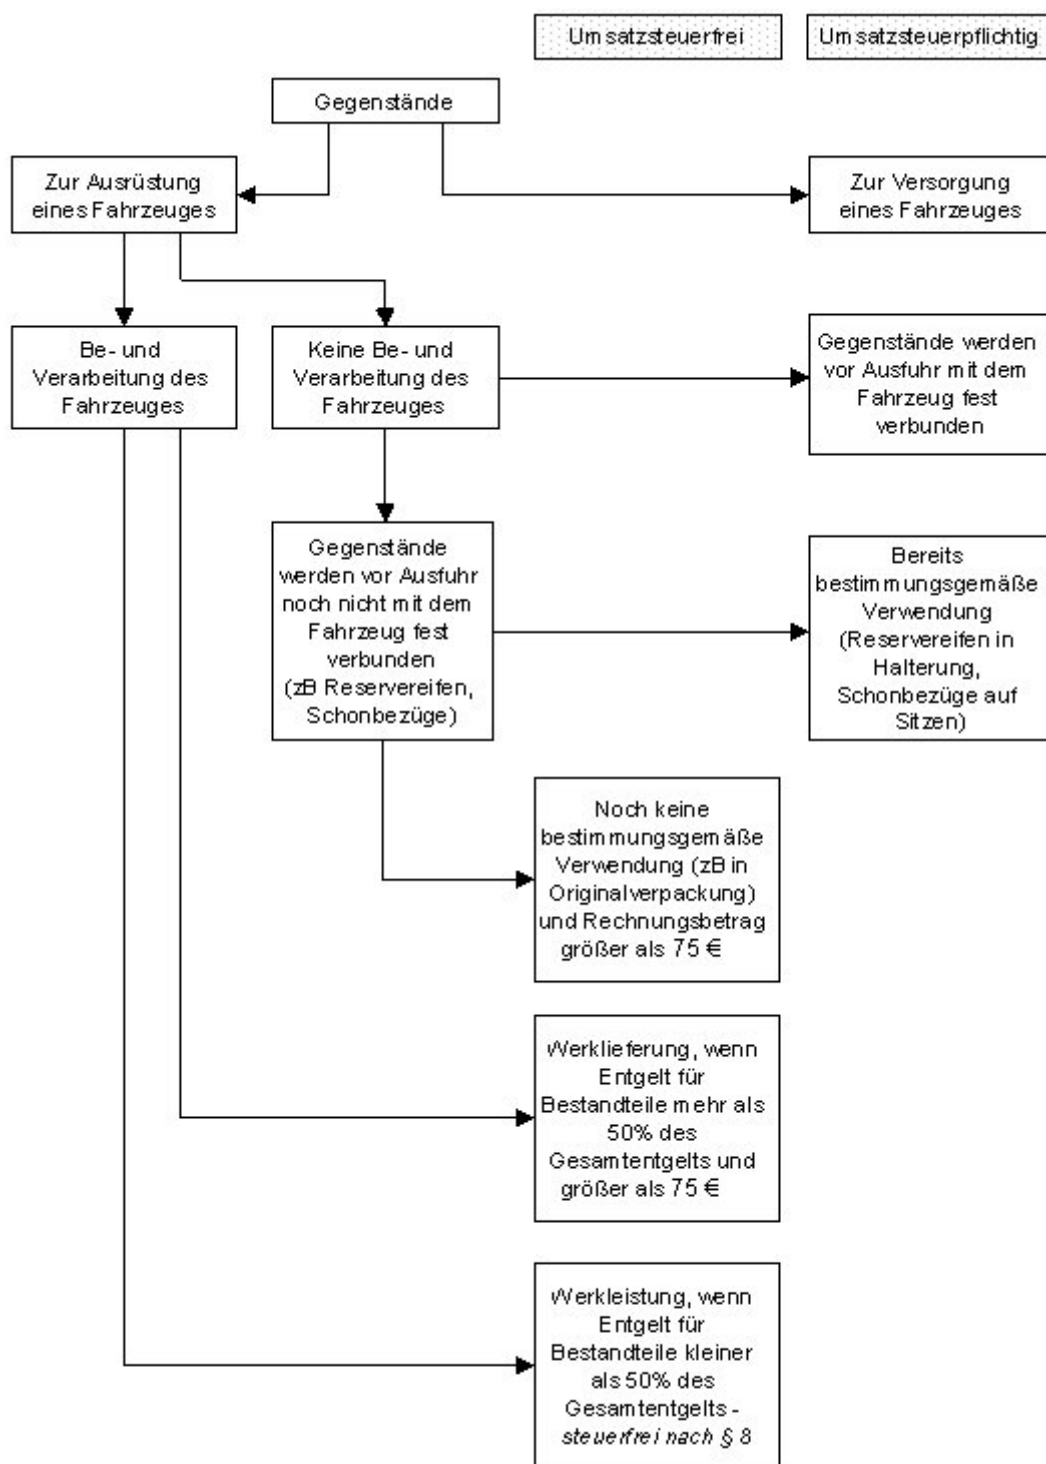 Umsatzsteuerfrei
Umsatzsteuerpflichtig
Gegenstände
Zur Ausrüstung
eines Fahrzeuges
Zur Versorgung
eines Fahrzeuges
Be- und
Verarbeitung des
Fahrzeuges
Keine Be- und
Verarbeitung des
Fahrzeuges
Gegenstände werden
vor Ausfuhr mit dem
Fahrzeug fest
verbunden
Gegenstände
werden vor Ausfuhr
noch nicht mit dem
Fahrzeug fest
verbunden
(zB Reservereifen,
Schonbezüge)
Bereits
bestimmungsgemäße
Verwendung
(Reservereifen in
Halterung,
Schonbezüge auf
Sitzen)
Noch keine
bestimmungsgemäße
Verwendung (zB in
Originalverpackung)
und Rechnungsbetrag
größer als 75 €
Werklieferung, wenn
Entgelt für
Bestandteile mehr als
50% des
Gesamtentgelts und
größer als 75 €
Werkleistung, wenn
Entgelt für
Bestandteile kleiner
als 50% des
Gesamtentgelts -
steuerfrei nach § 8